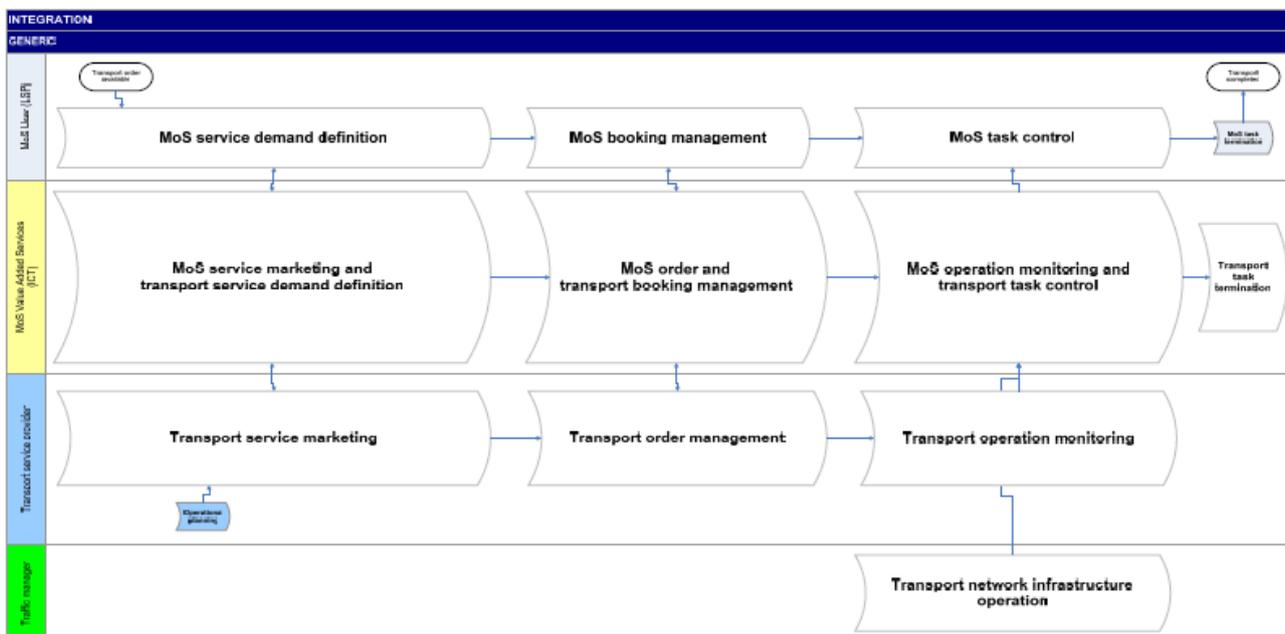 INTEGRATION
GENERIC
MoS User (LSP)
Transport order
available
Transport
completed
MoS service demand definition
MoS booking management
MoS task control
MoS task
termination
MoS Value Added Services
(ICT)
MoS service marketing and
transport service demand definition
MoS order and
transport booking management
MoS operation monitoring and
transport task control
Transport
task
termination
Transport service provider
Transport service marketing
Transport order management
Transport operation monitoring
Operational
planning
Traffic manager
Transport network infrastructure
operation